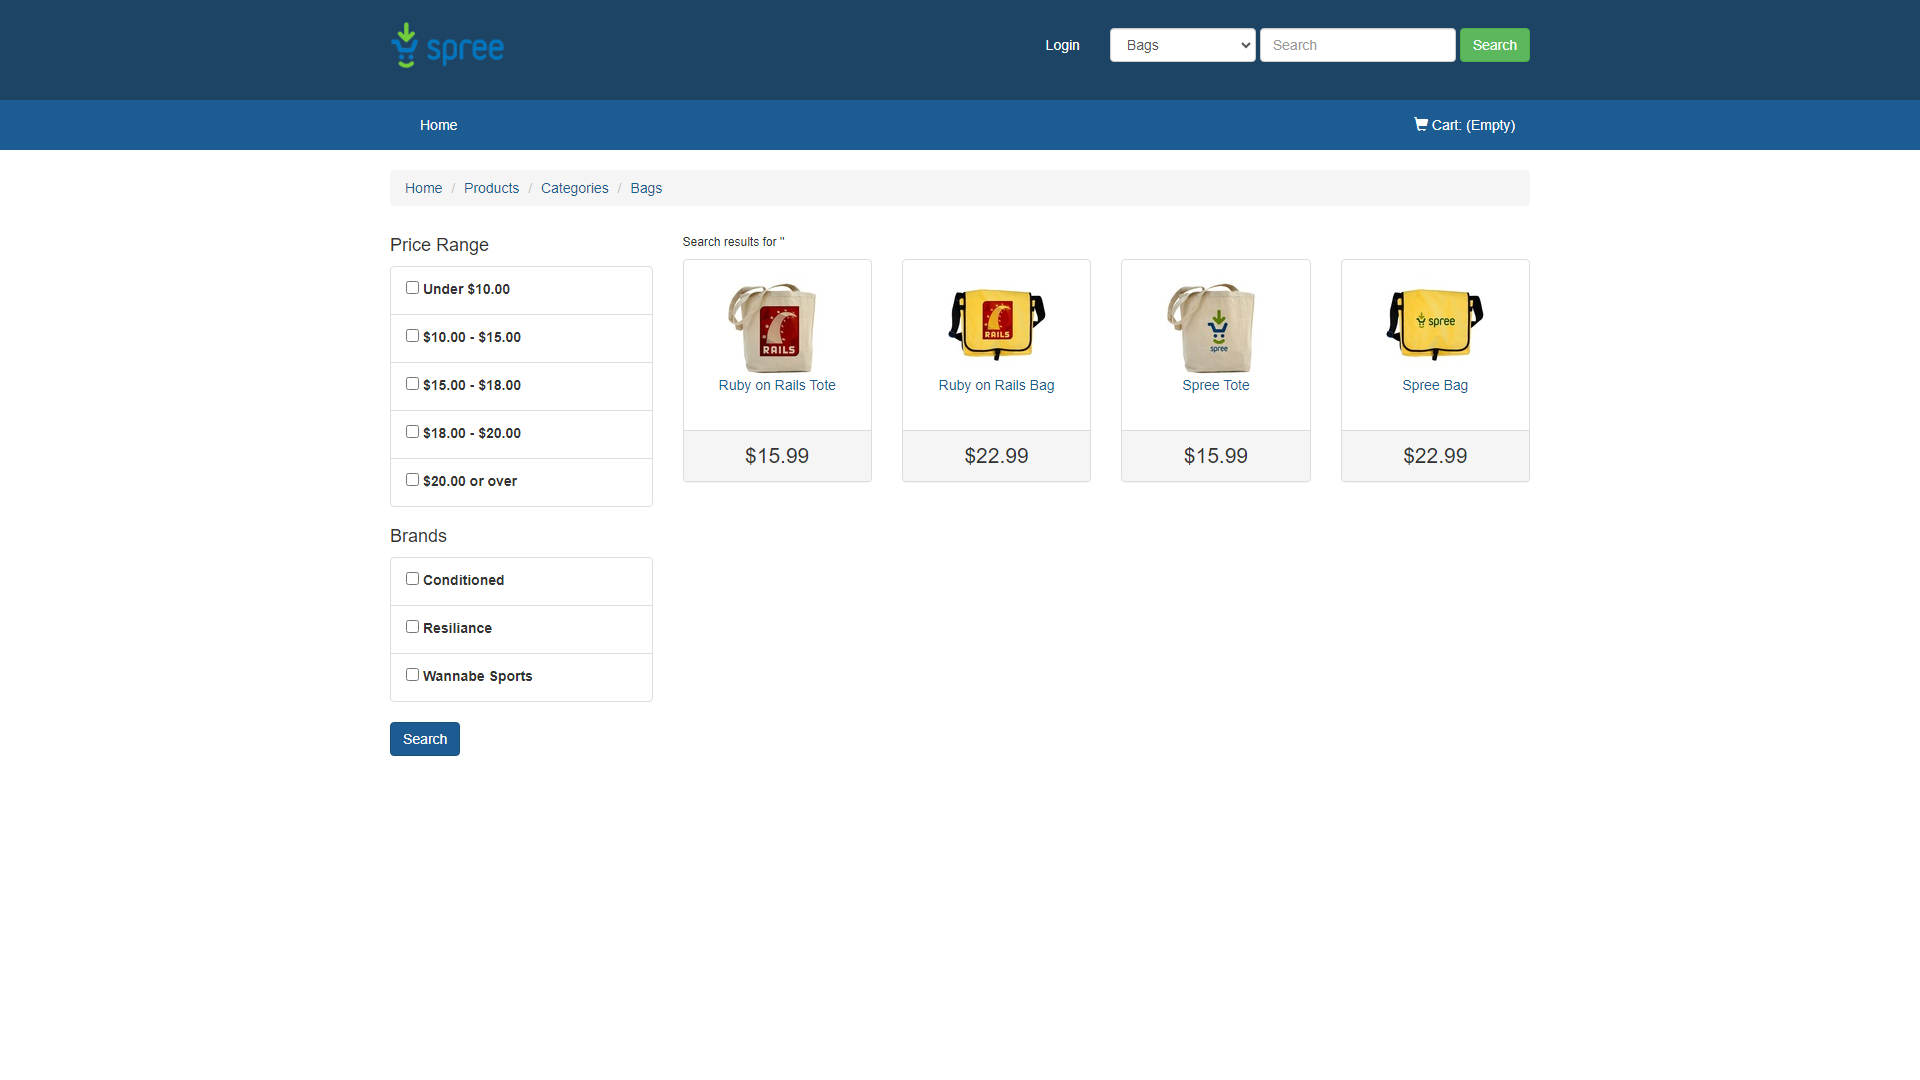 spree
Login
Bags
Search
Search
Home
Cart: (Empty)
Home / Products / Categories / Bags
Price Range
Under $10.00
$10.00 - $15.00
$15.00 - $18.00
$18.00 - $20.00
$20.00 or over
Brands
Conditioned
Resiliance
Wannabe Sports
Search
Search results for ''
RAILS
Ruby on Rails Tote
$15.99
RAILS
Ruby on Rails Bag
$22.99
spree
Spree Tote
$15.99
spree
Spree Bag
$22.99